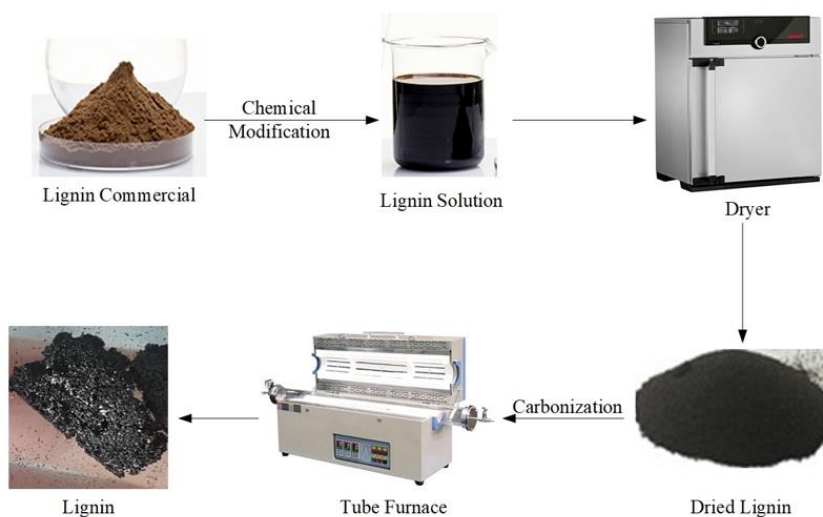 Chemical
Modification
Lignin Commercial
Lignin Solution
Dryer
Carbonization
Lignin
Tube Furnace
Dried Lignin